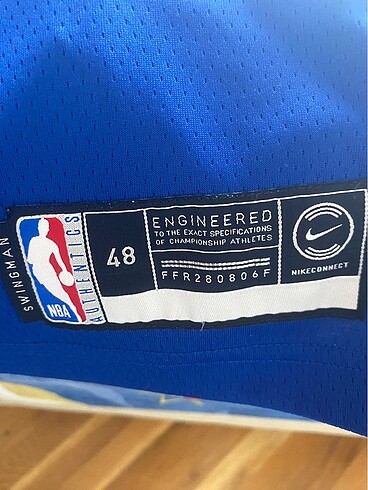 SWINGMAN
NBA
AUTHENTICS
48
ENGINEERED
TO THE EXACT SPECIFICATIONS
OF CHAMPIONSHIP ATHLETES
FFR280806F
NIKECONNECT